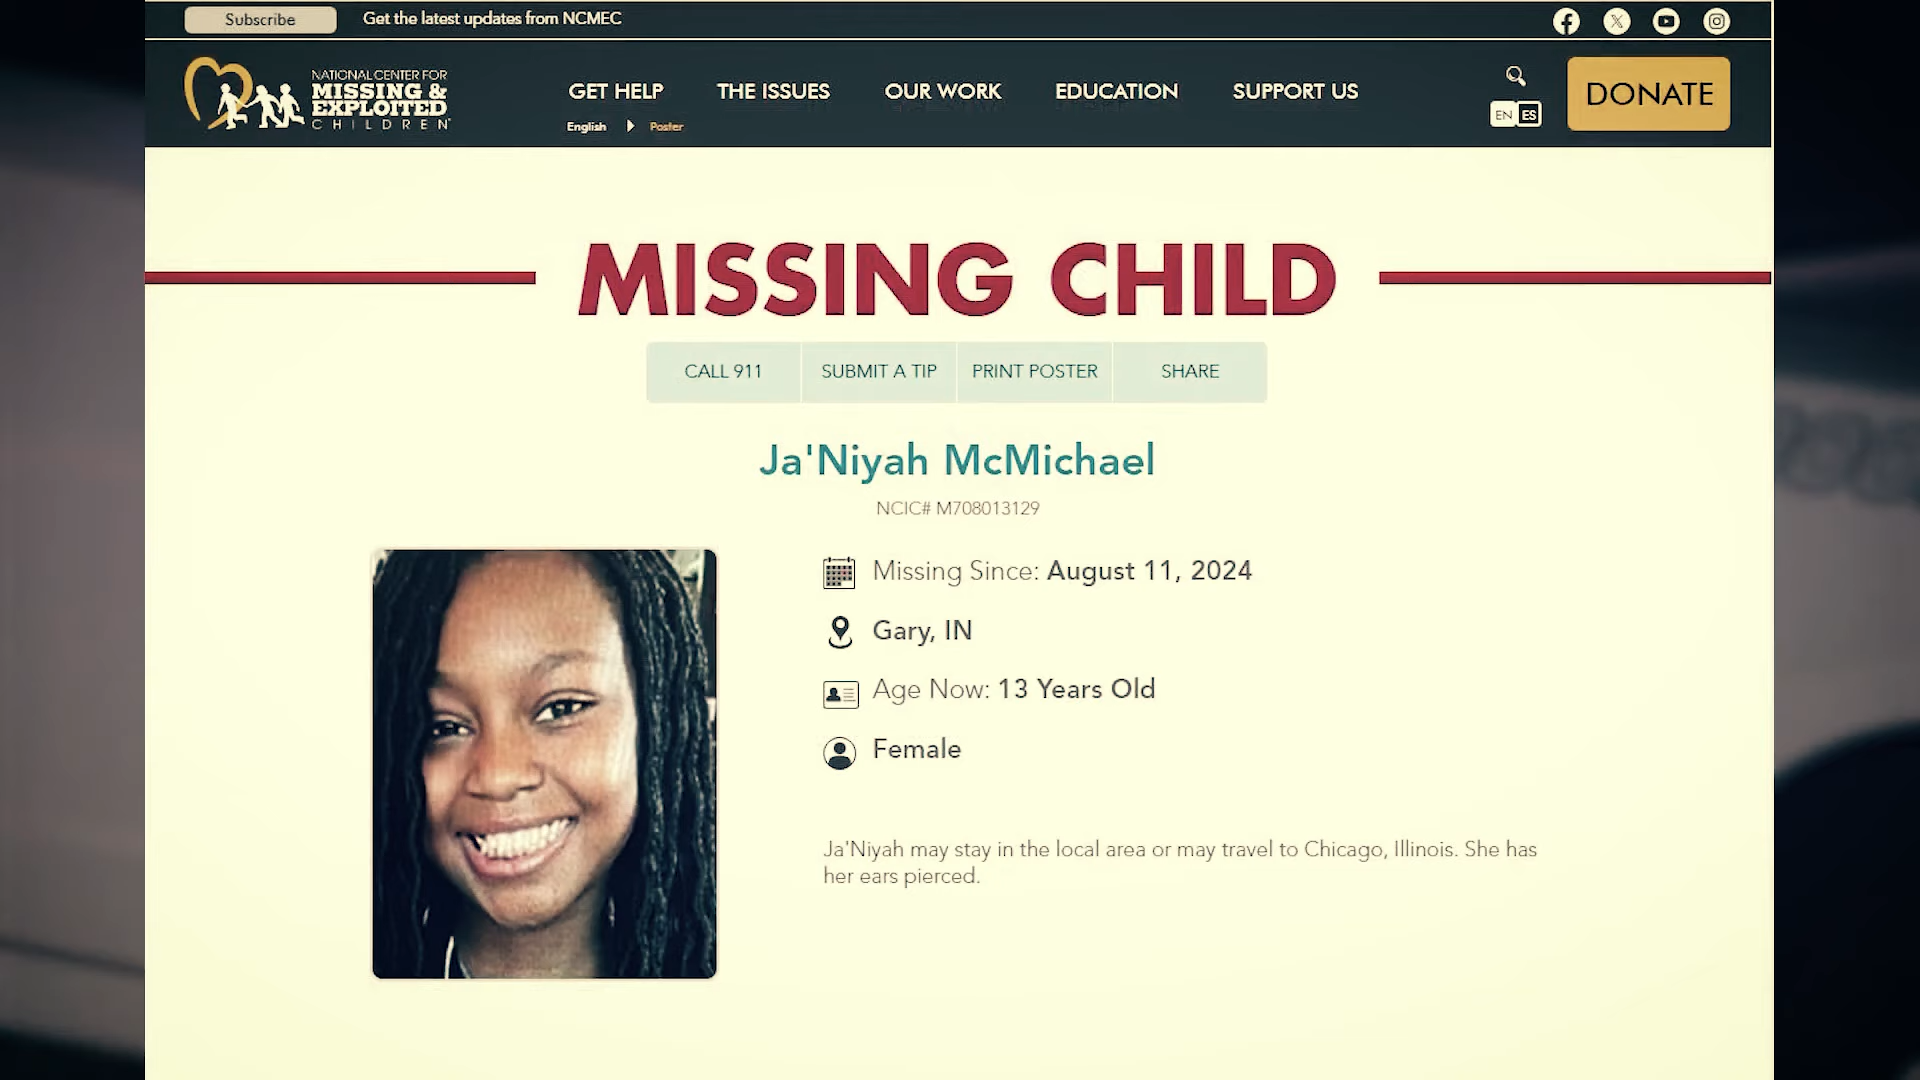 Subscribe
Get the latest updates from NCMEC
NATIONAL CENTER FOR
MISSING &
EXPLOITED
CHILDREN
GET HELP
THE ISSUES
OUR WORK
EDUCATION
SUPPORT US
EN ES
DONATE
English
Poster
MISSING CHILD
CALL 911
SUBMIT A TIP
PRINT POSTER
SHARE
Ja'Niyah McMichael
NCIC# M708013129
Missing Since: August 11, 2024
Gary, IN
Age Now: 13 Years Old
Female
Ja'Niyah may stay in the local area or may travel to Chicago, Illinois. She has
her ears pierced.